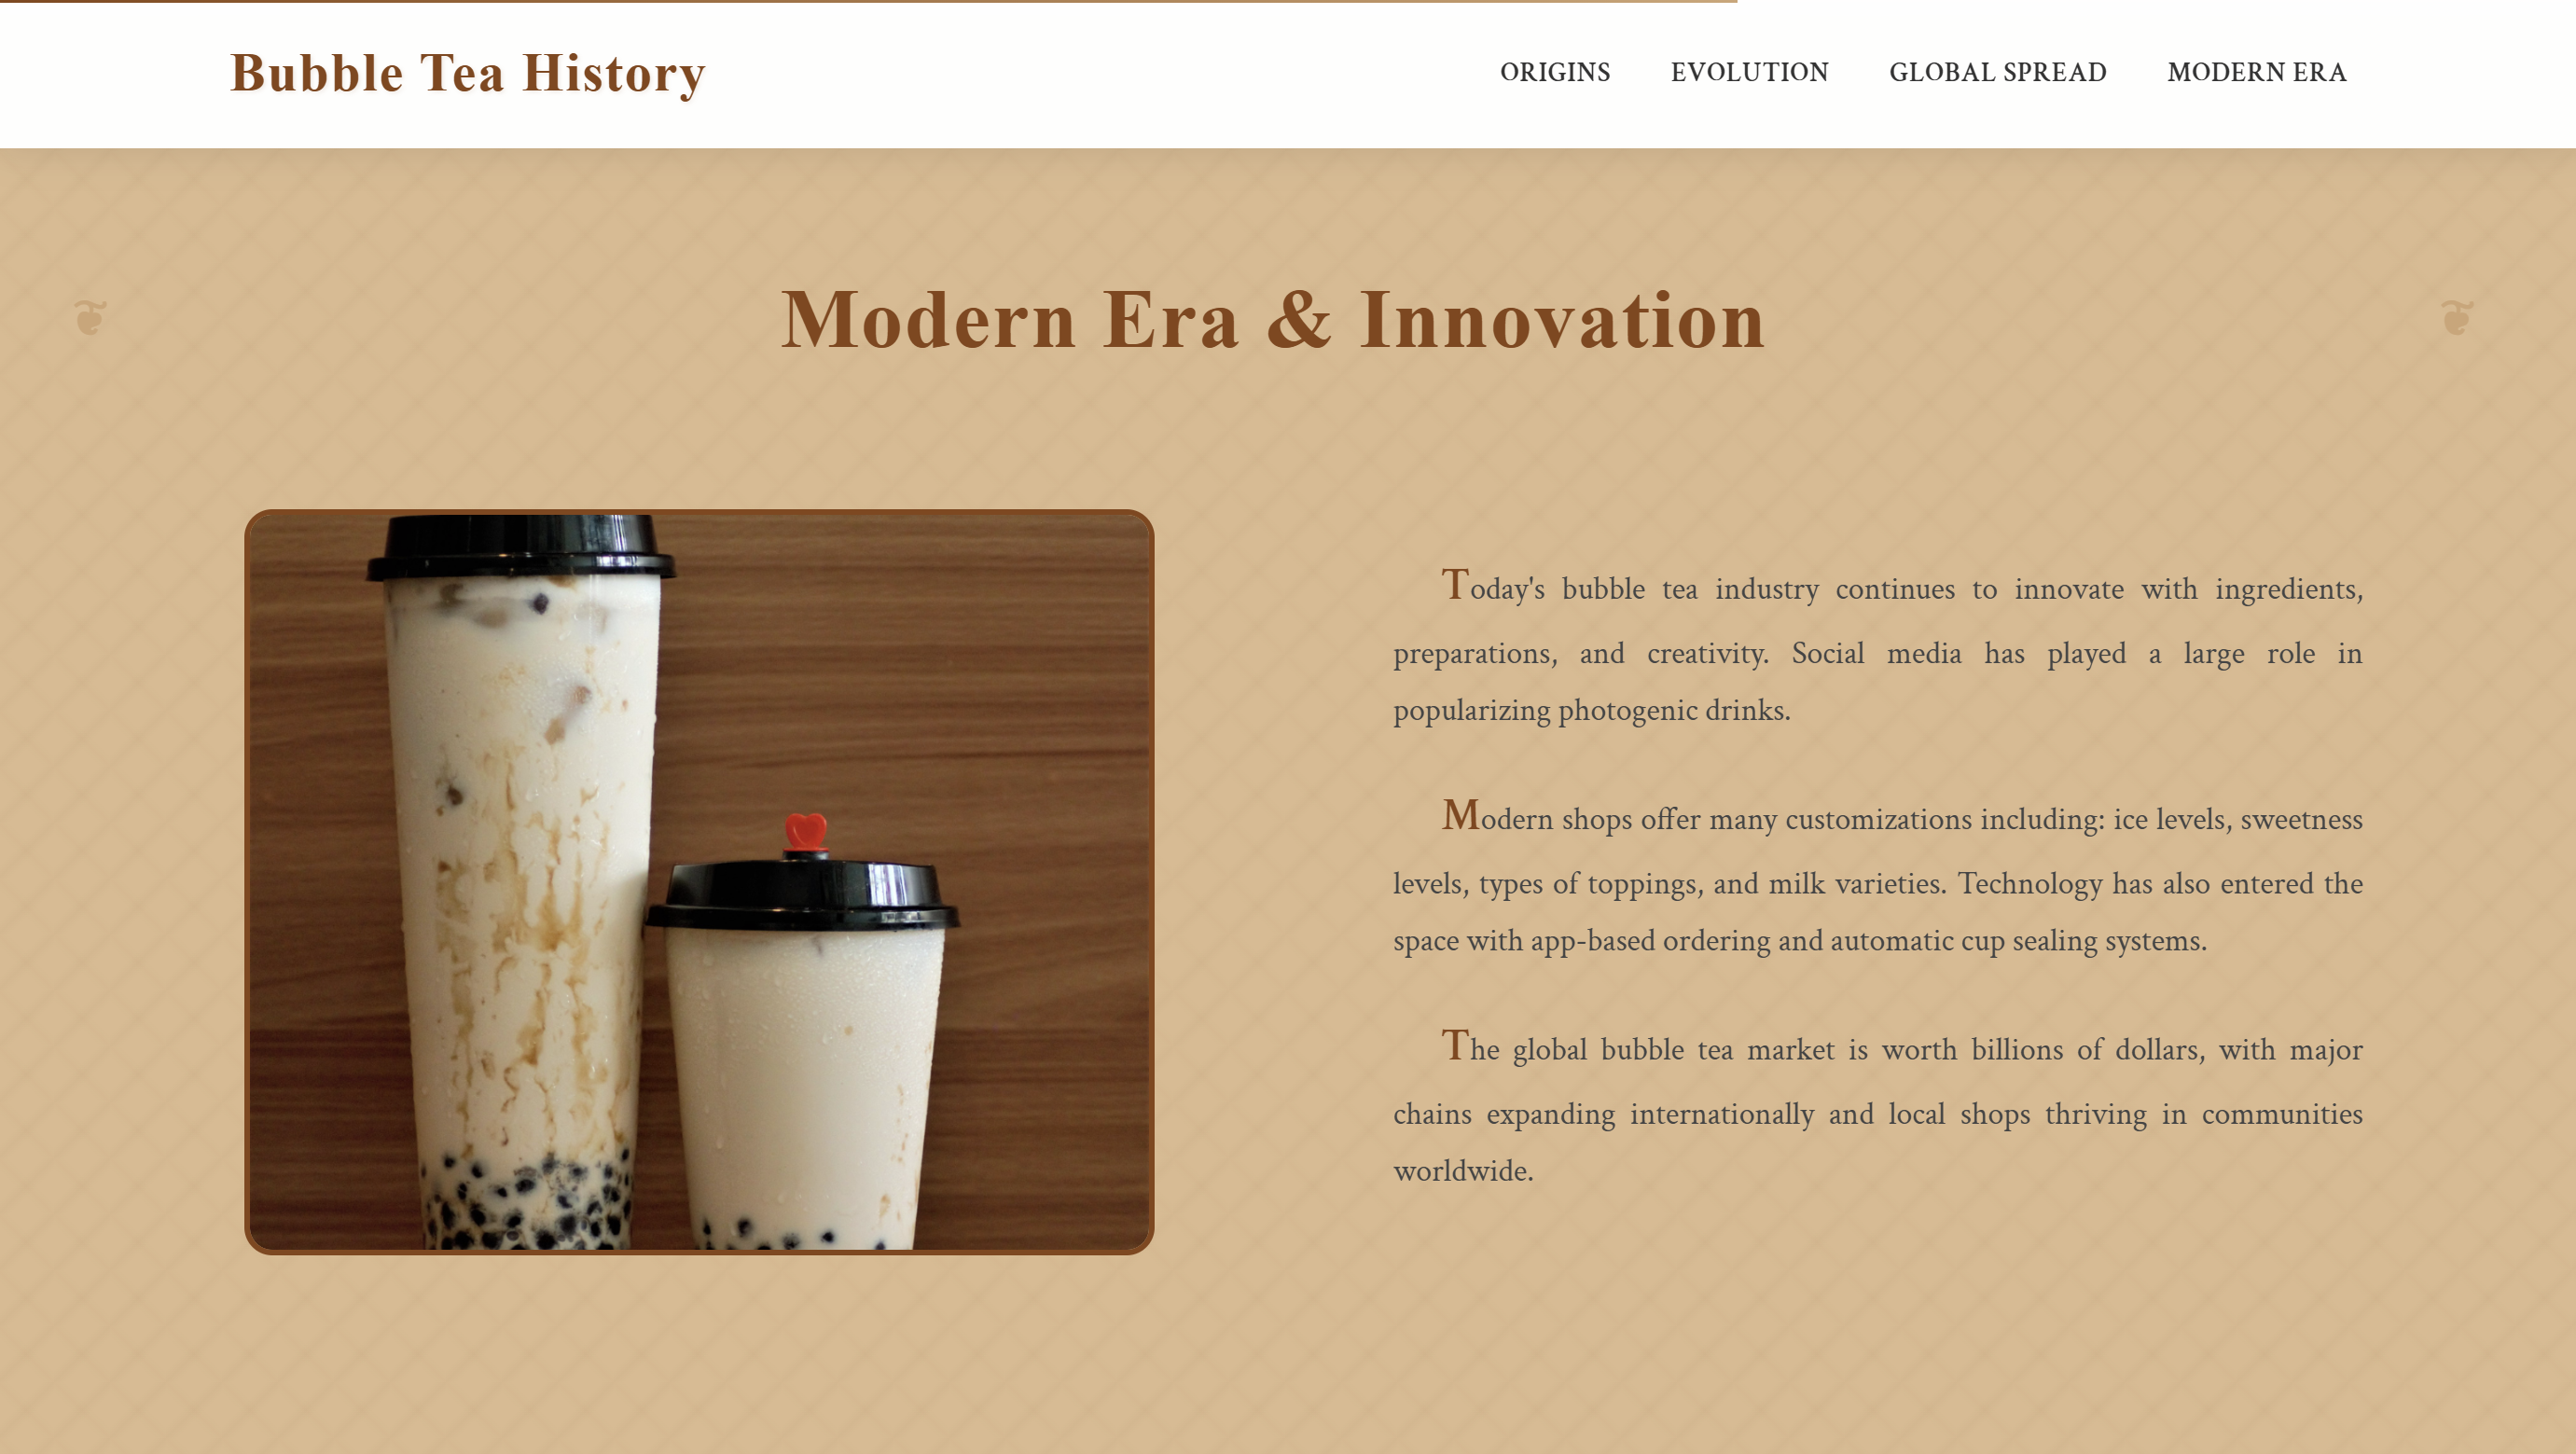 Bubble Tea History
ORIGINS EVOLUTION GLOBAL SPREAD MODERN ERA
Modern Era & Innovation
Today's bubble tea industry continues to innovate with ingredients,
preparations, and creativity. Social media has played a large role in
popularizing photogenic drinks.
Modern shops offer many customizations including: ice levels, sweetness
levels, types of toppings, and milk varieties. Technology has also entered the
space with app-based ordering and automatic cup sealing systems.
The global bubble tea market is worth billions of dollars, with major
chains expanding internationally and local shops thriving in communities
worldwide.